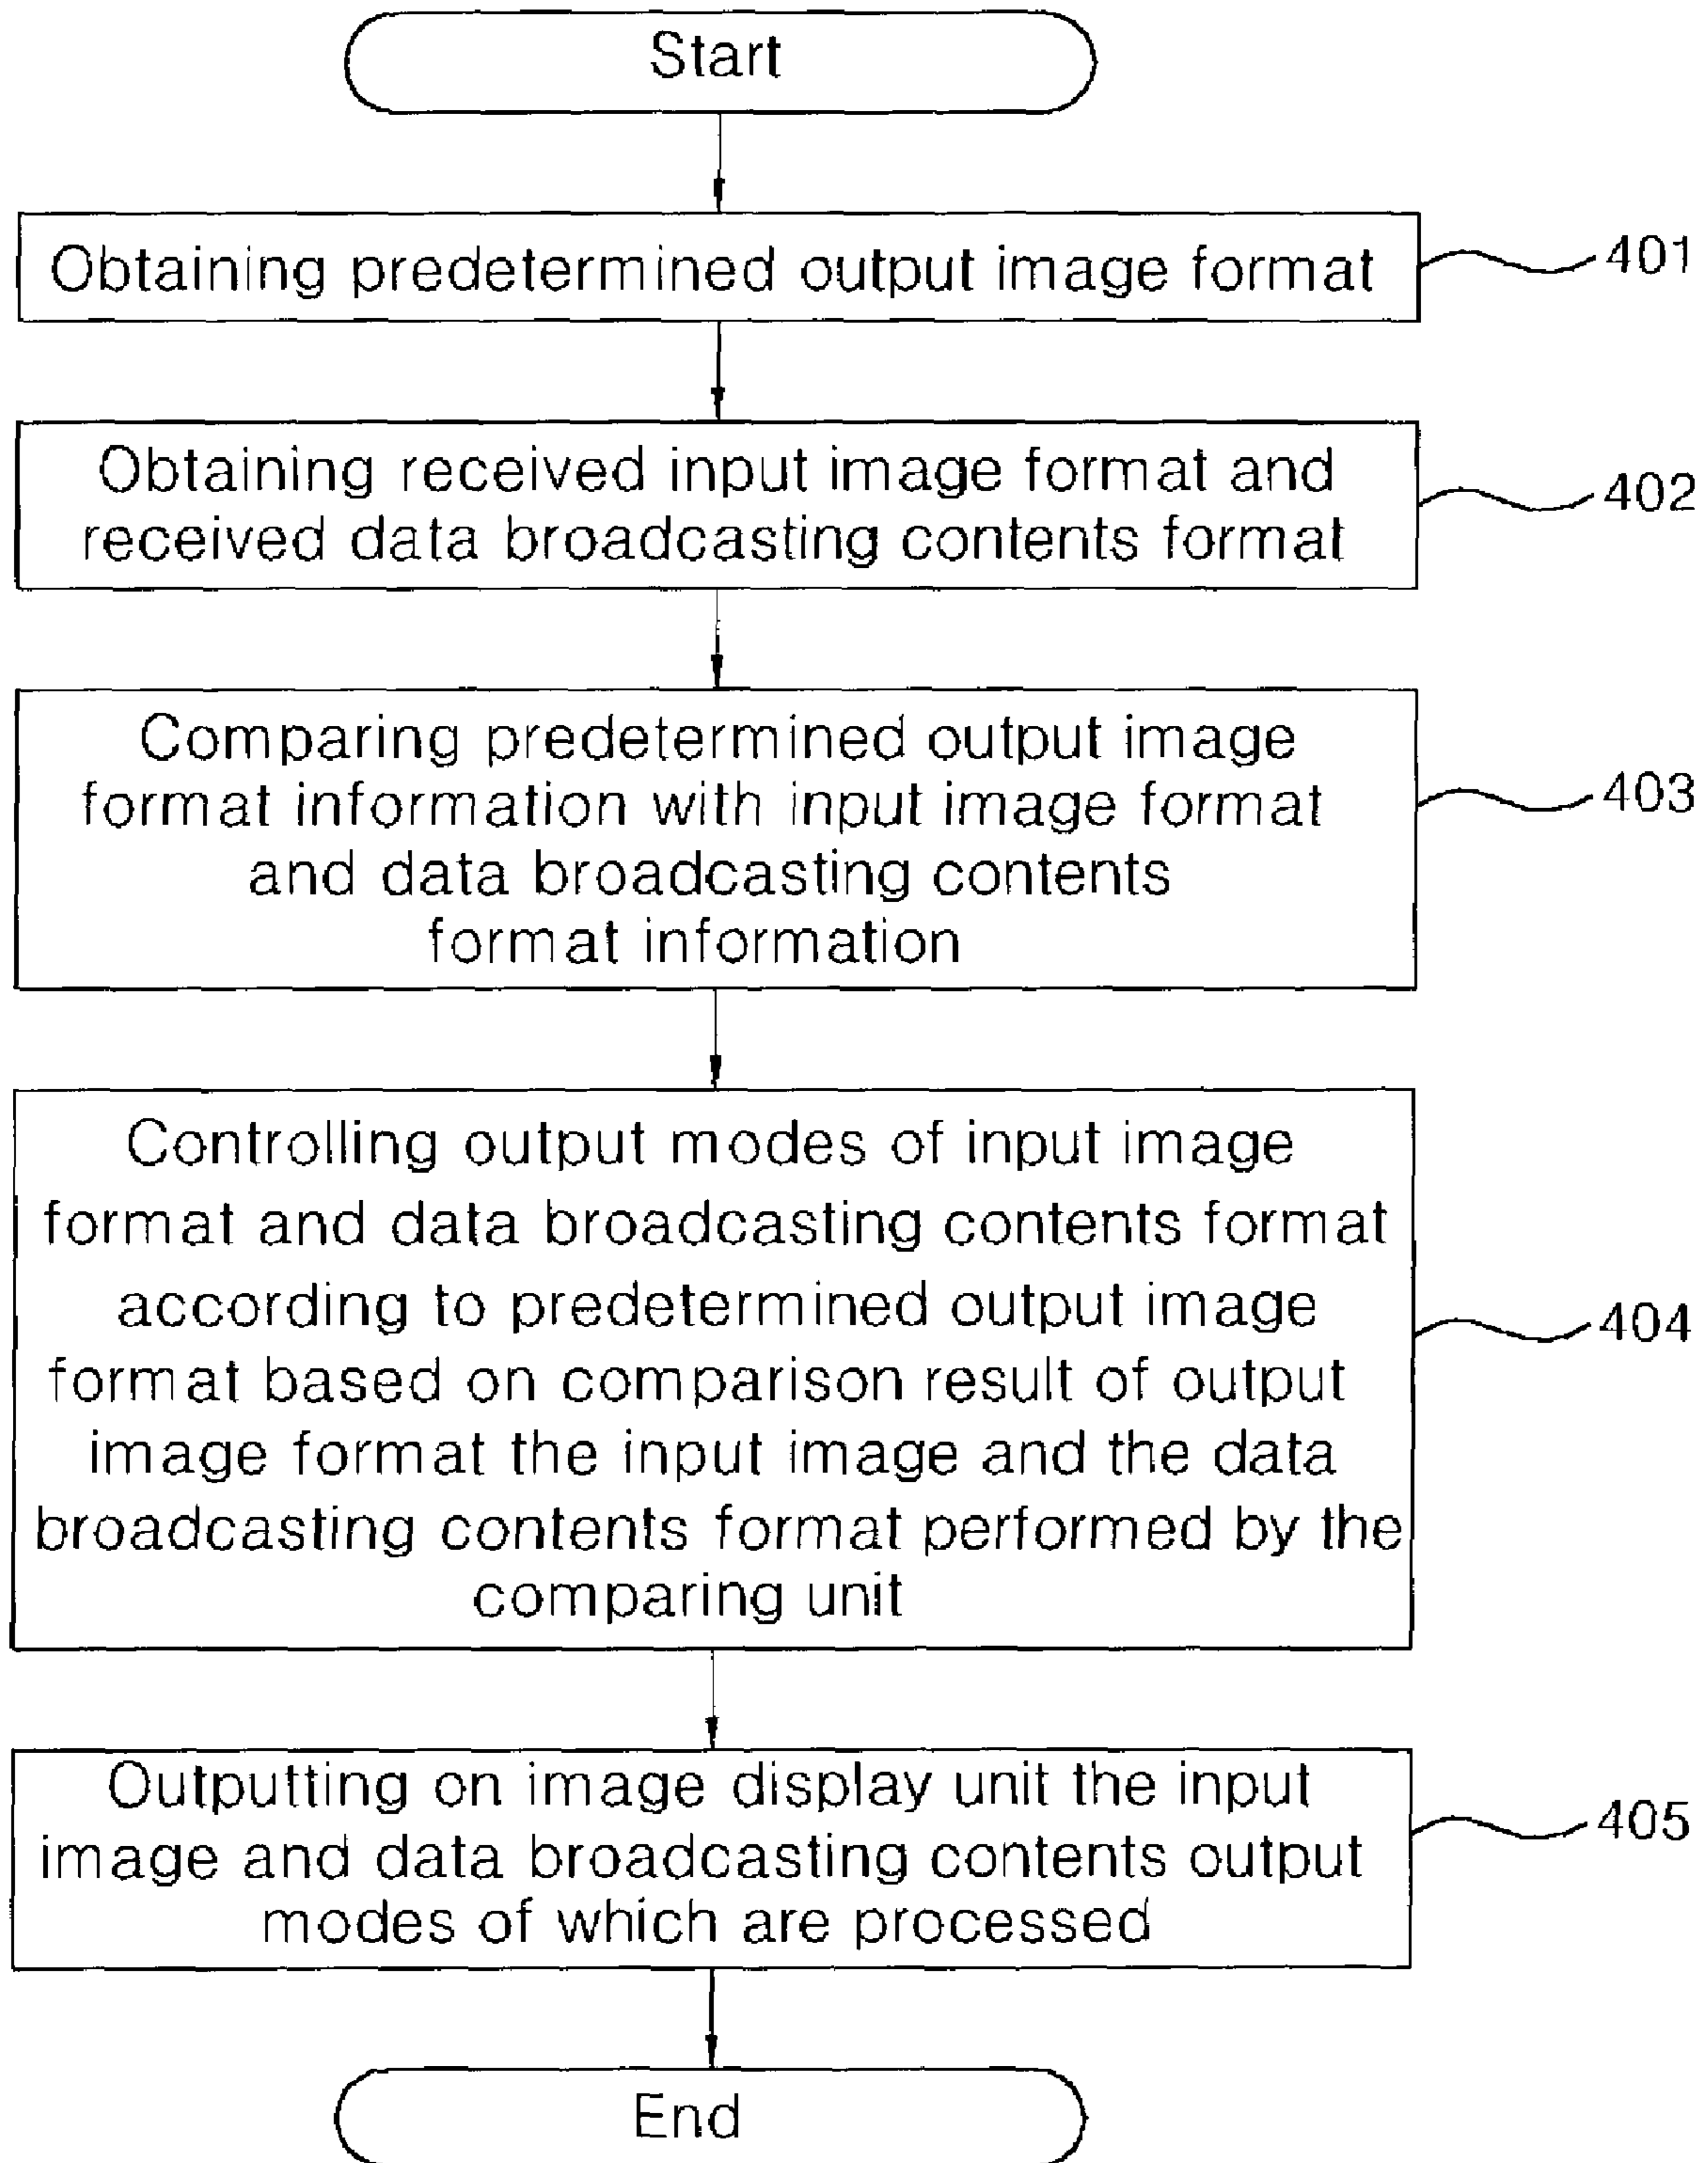 Start
Obtaining predetermined output image format
401
Obtaining received input image format and
received data broadcasting contents format
402
Comparing predetermined output image
format information with input image format
and data broadcasting contents
format information
403
Controlling output modes of input image
format and data broadcasting contents format
according to predetermined output image
format based on comparison result of output
image format the input image and the data
broadcasting contents format performed by the
comparing unit
404
Outputting on image display unit the input
image and data broadcasting contents output
modes of which are processed
405
End